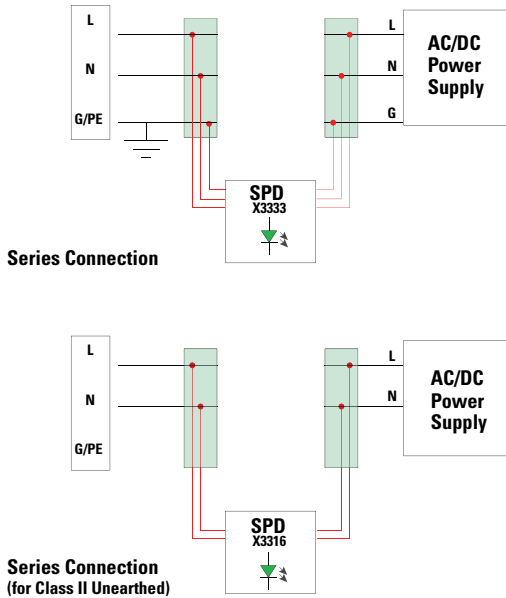 L
N
G/PE
L
N
G
AC/DC
Power
Supply
SPD
X3333
Series Connection
L
N
G/PE
L
N
AC/DC
Power
Supply
SPD
X3316
Series Connection
(for Class II Unearthed)